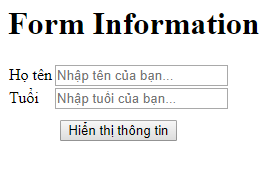 Form Information
Họ tên Nhập tên của bạn...
Tuổi Nhập tuổi của bạn...
Hiển thị thông tin